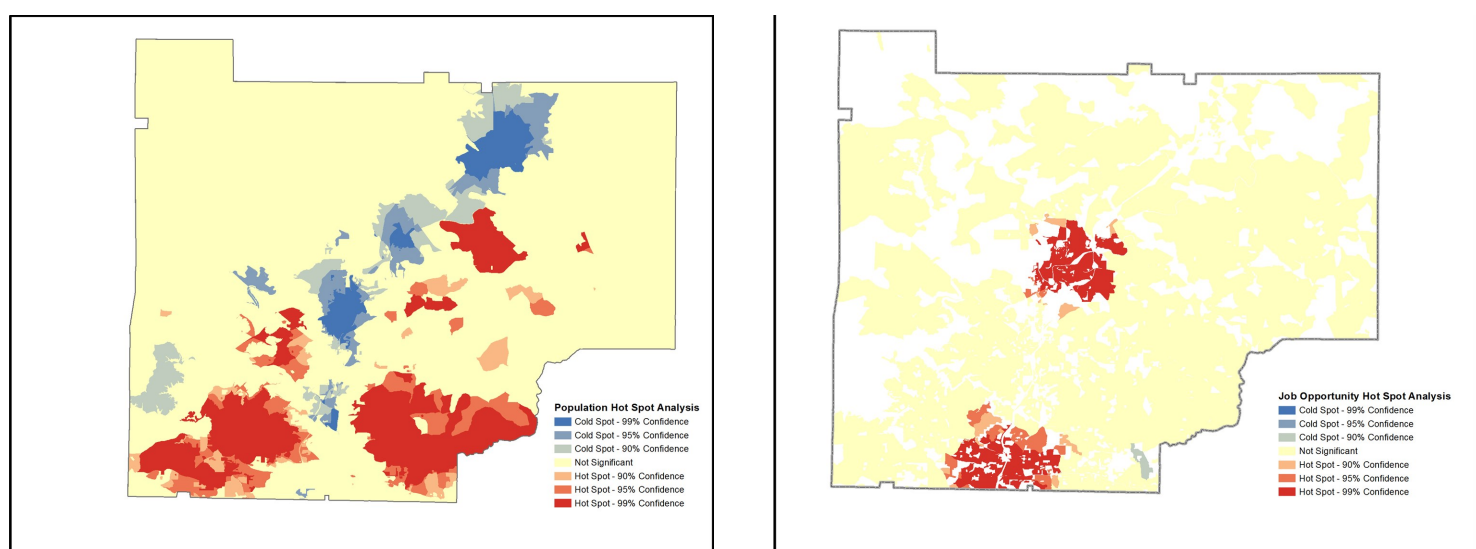 Population Hot Spot Analysis
Cold Spot - 99% Confidence
Cold Spot - 95% Confidence
Cold Spot - 90% Confidence
Not Significant
Hot Spot - 90% Confidence
Hot Spot - 95% Confidence
Hot Spot - 99% Confidence
Job Opportunity Hot Spot Analysis
Cold Spot - 99% Confidence
Cold Spot - 95% Confidence
Cold Spot - 90% Confidence
Not Significant
Hot Spot - 90% Confidence
Hot Spot - 95% Confidence
Hot Spot - 99% Confidence